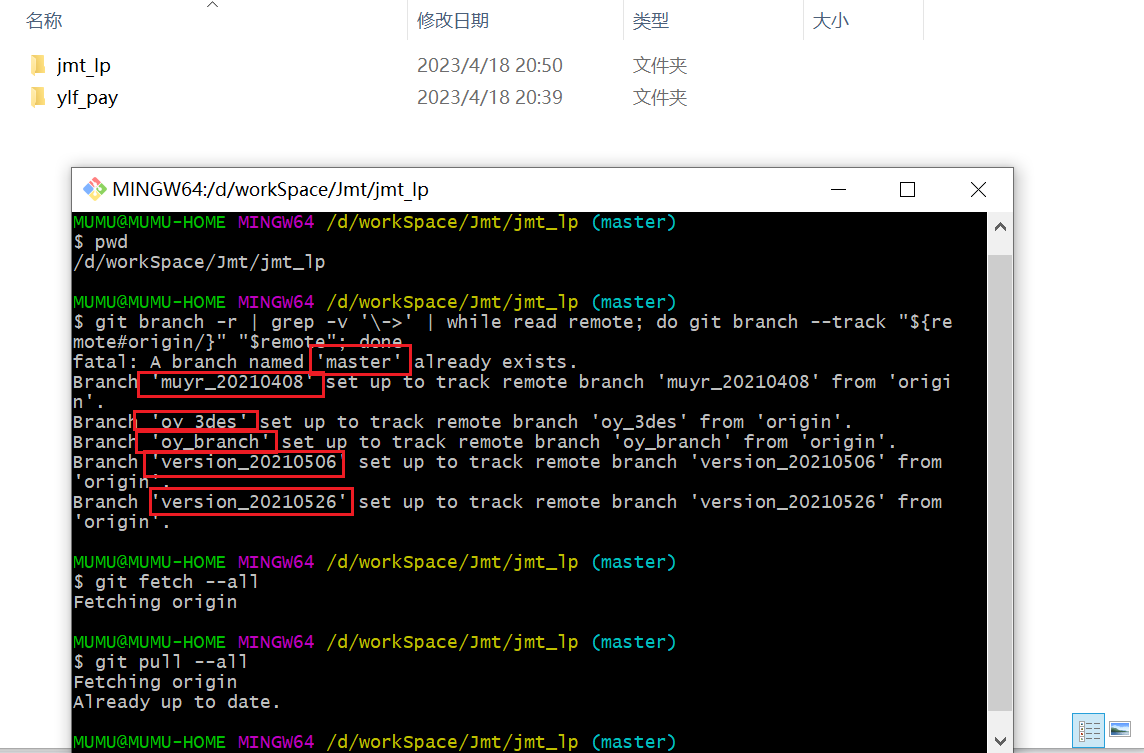 名称 修改日期 类型 大小
jmt_lp 2023/4/18 20:50 文件夹
ylf_pay 2023/4/18 20:39 文件夹
MINGW64:/d/workSpace/Jmt/jmt_lp
MUMU@MUMU-HOME MINGW64 /d/workSpace/Jmt/jmt_lp (master)
$ pwd
/d/workSpace/Jmt/jmt_lp
MUMU@MUMU-HOME MINGW64 /d/workSpace/Jmt/jmt_lp (master)
$ git branch -r | grep -v '\->' | while read remote; do git branch --track "${re
mote#origin/}" "$remote"; done
fatal: A branch named 'master' already exists.
Branch 'muyr_20210408' set up to track remote branch 'muyr_20210408' from 'origi
n'.
Branch 'oy_3des' set up to track remote branch 'oy_3des' from 'origin'.
Branch 'oy_branch' set up to track remote branch 'oy_branch' from 'origin'.
Branch 'version_20210506 set up to track remote branch 'version_20210506' from
'origin'.
Branch 'version_20210526' set up to track remote branch 'version_20210526' from
'origin'.
MUMU@MUMU-HOME MINGW64 /d/workSpace/Jmt/jmt_lp (master)
$ git fetch --all
Fetching origin
MUMU@MUMU-HOME MINGW64 /d/workSpace/Jmt/jmt_lp (master)
$ git pull --all
Fetching origin
Already up to date.
MUMU@MUMU-HOME MINGW64 /d/workSpace/Jmt/jmt_lp (master)